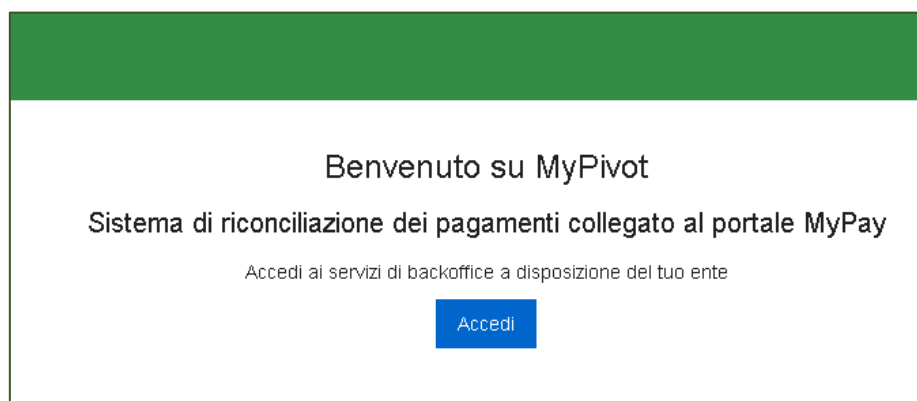 Benvenuto su MyPivot
Sistema di riconciliazione dei pagamenti collegato al portale MyPay
Accedi ai servizi di backoffice a disposizione del tuo ente
Accedi